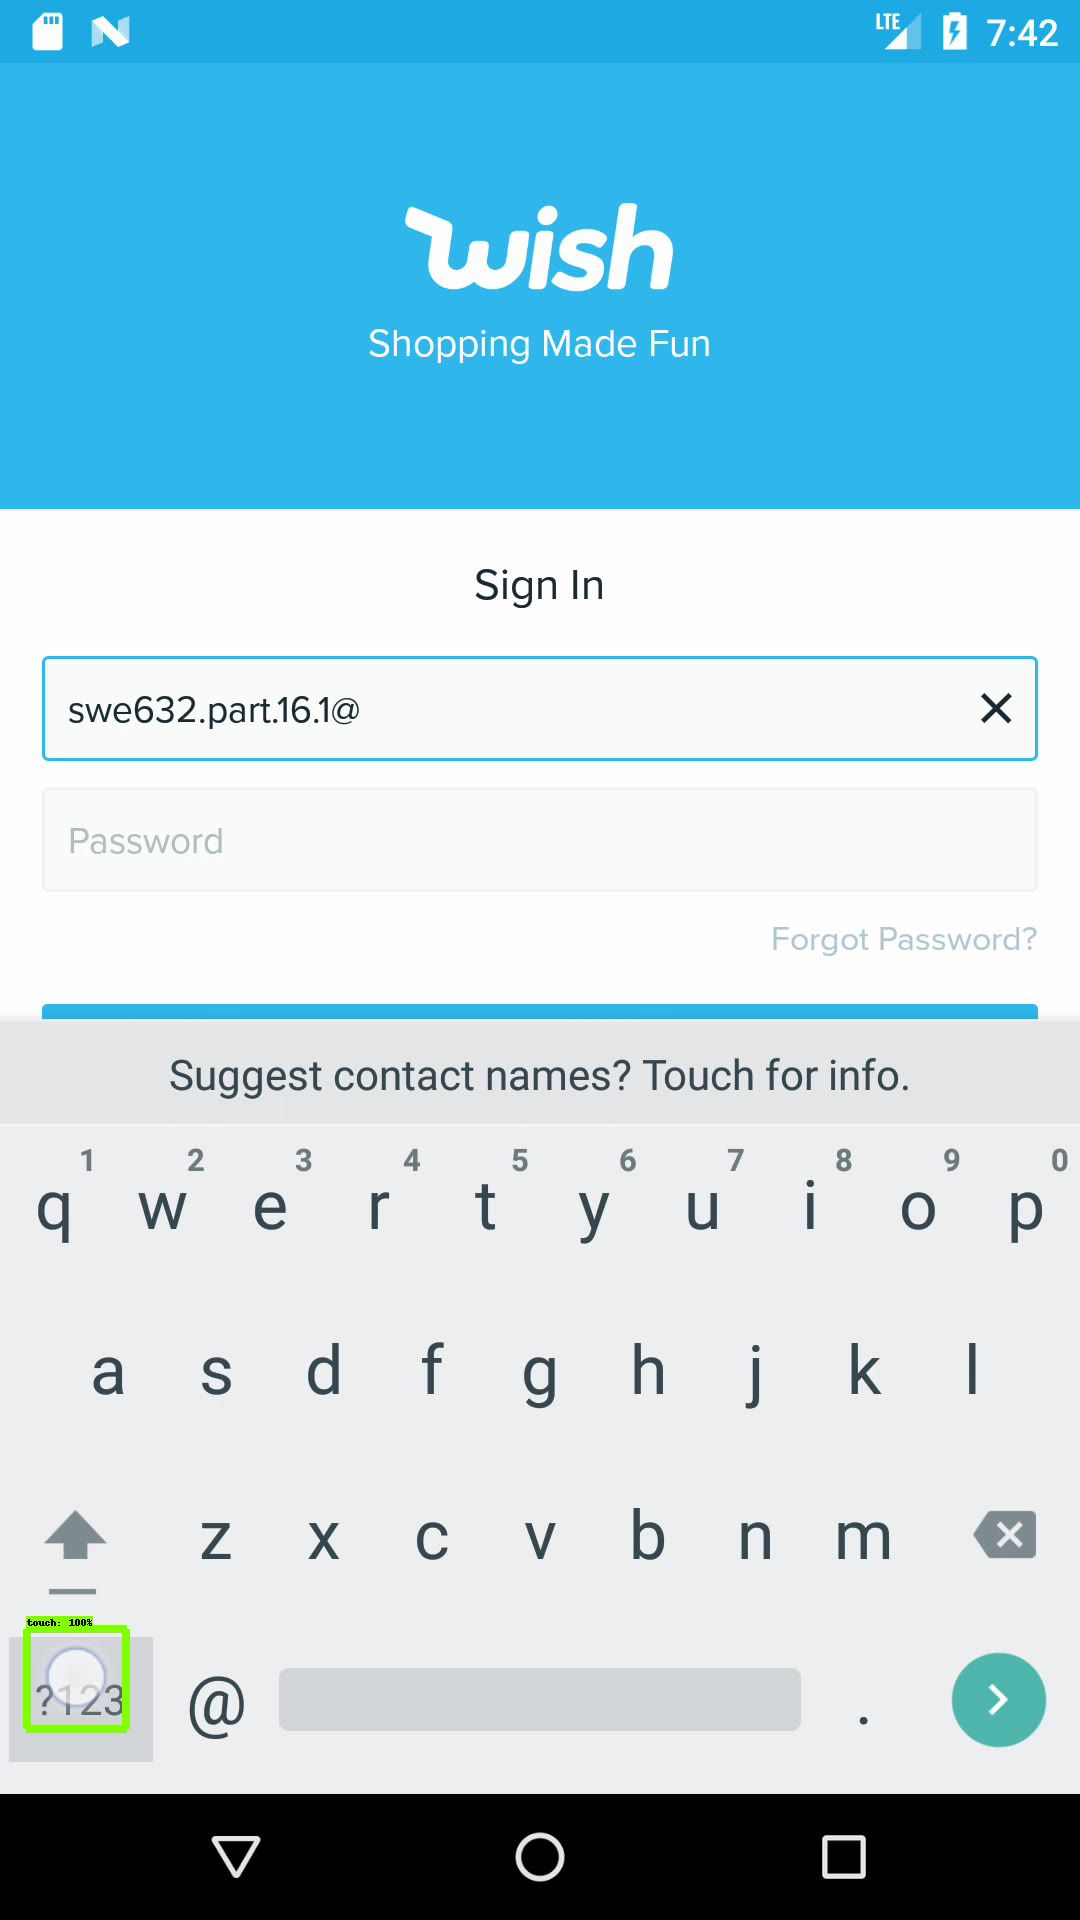 LTE 7:42
wish
Shopping Made Fun
Sign In
swe632.part.16.1@
Password
Forgot Password?
Suggest contact names? Touch for info.
1 2 3 4 5 6 7 8 9 0
q w e r t y u i o p
a s d f g h j k l
z x c v b n m
touch: 100%
?123 @ .